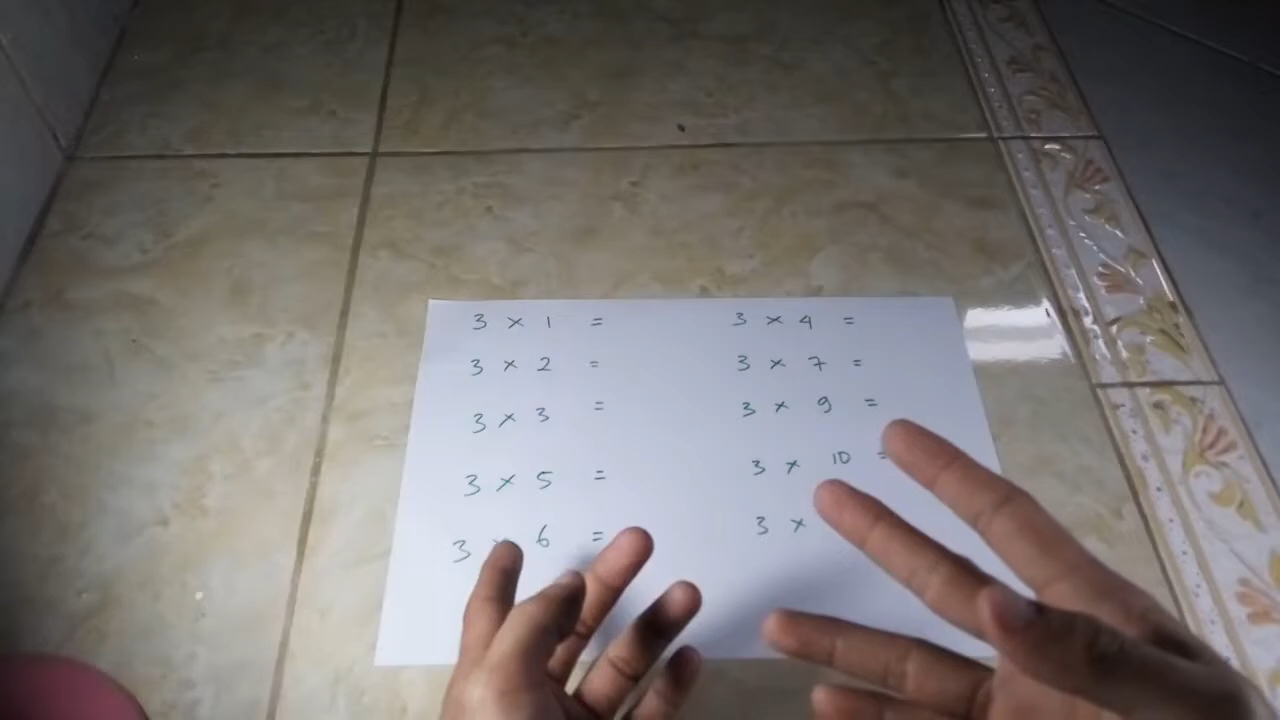 3 × 1 =
3 × 2 =
3 × 3 =
3 × 5 =
3 × 6 =
3 × 4 =
3 × 7 =
3 × 9 =
3 × 10 =
3 ×